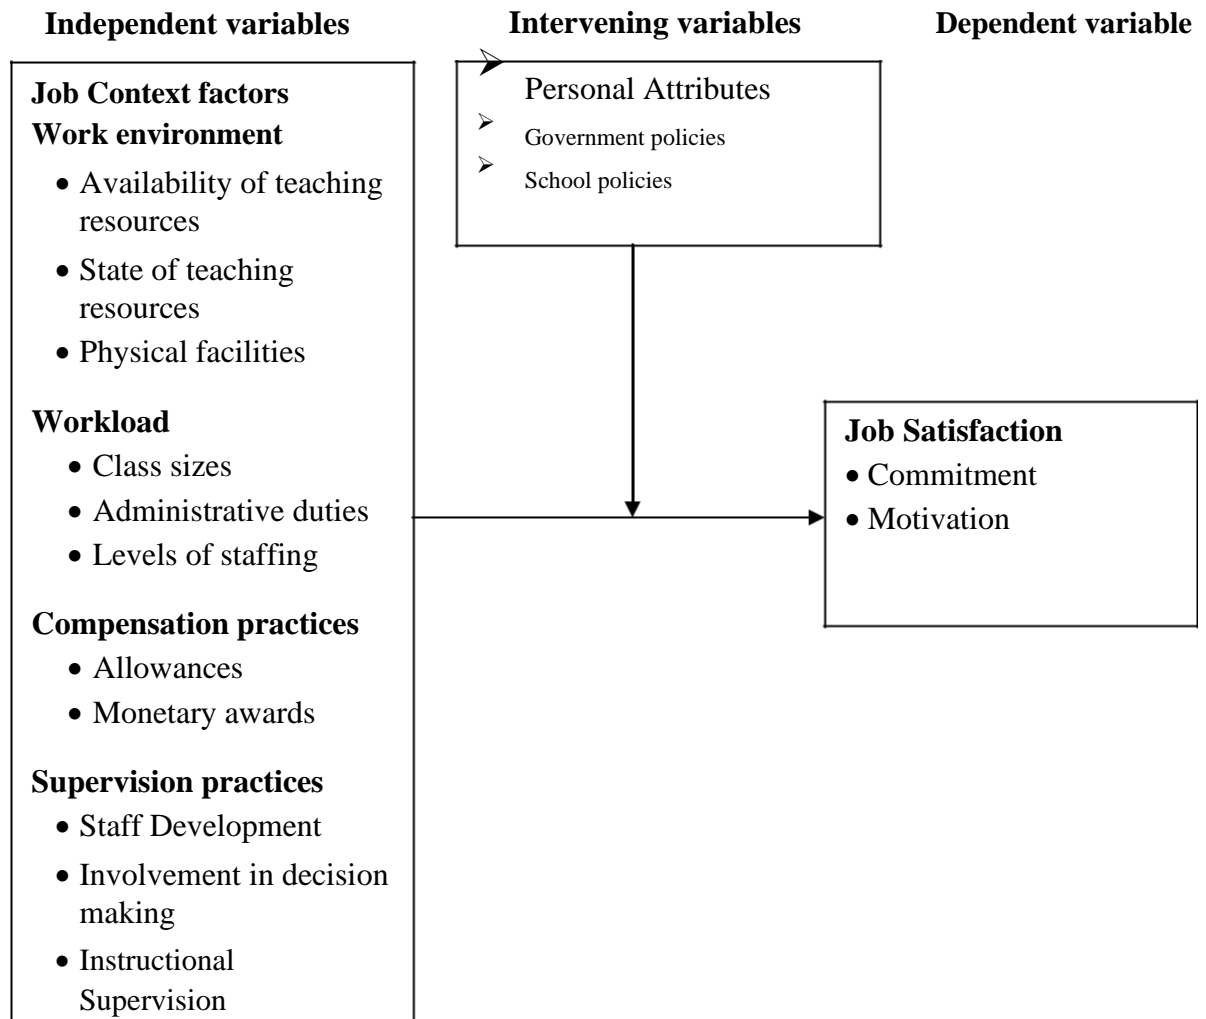 Independent variables
Intervening variables
Dependent variable
Job Context factors
Work environment
• Availability of teaching
resources
• State of teaching
resources
• Physical facilities
Workload
• Class sizes
• Administrative duties
• Levels of staffing
Compensation practices
• Allowances
• Monetary awards
Supervision practices
• Staff Development
• Involvement in decision
making
• Instructional
Supervision
➢ Personal Attributes
➢ Government policies
➢ School policies
Job Satisfaction
• Commitment
• Motivation